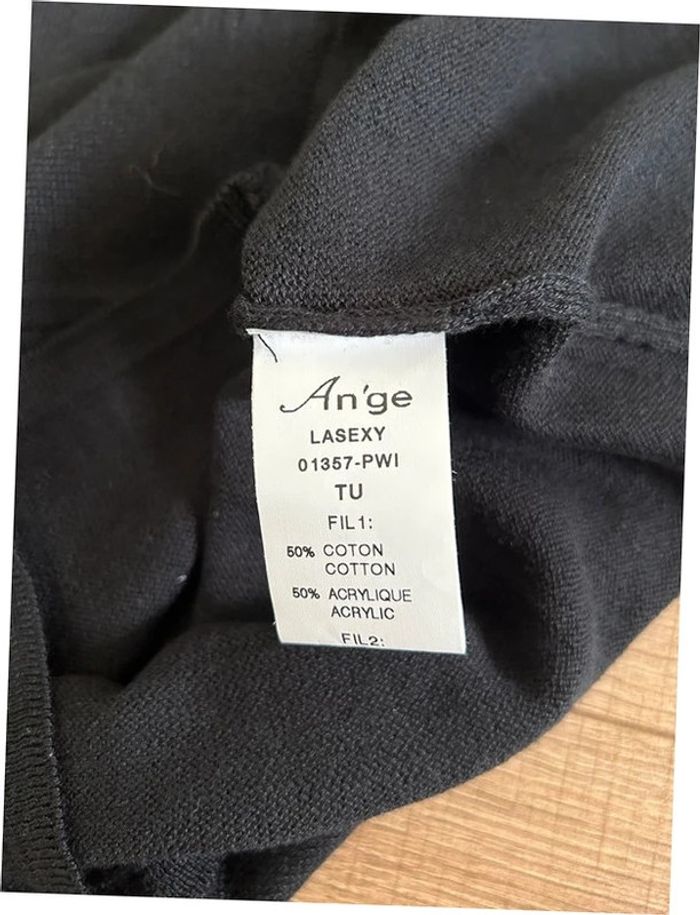 An'ge
LASEXY
01357-PWI
TU
FIL1:
50% COTON
COTTON
50% ACRYLIQUE
ACRYLIC
FIL2: